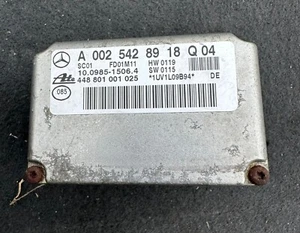 A 002 542 89 18 Q 04
SC01 FD01M11 HW 0119
Ate 10.0985-1506.4 SW 0115
448 801 001 025 *1UV1L09B94*
085 DE